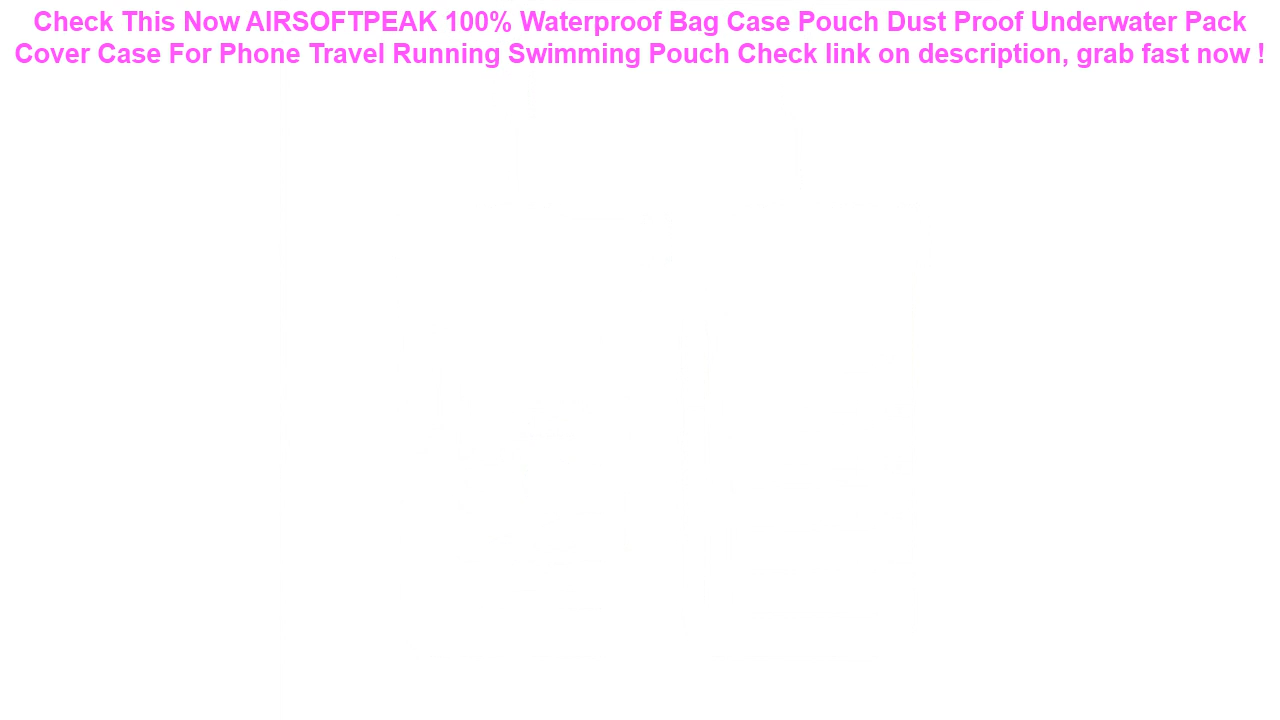 Check This Now AIRSOFTPEAK 100% Waterproof Bag Case Pouch Dust Proof Underwater Pack
Cover Case For Phone Travel Running Swimming Pouch Check link on description, grab fast now !